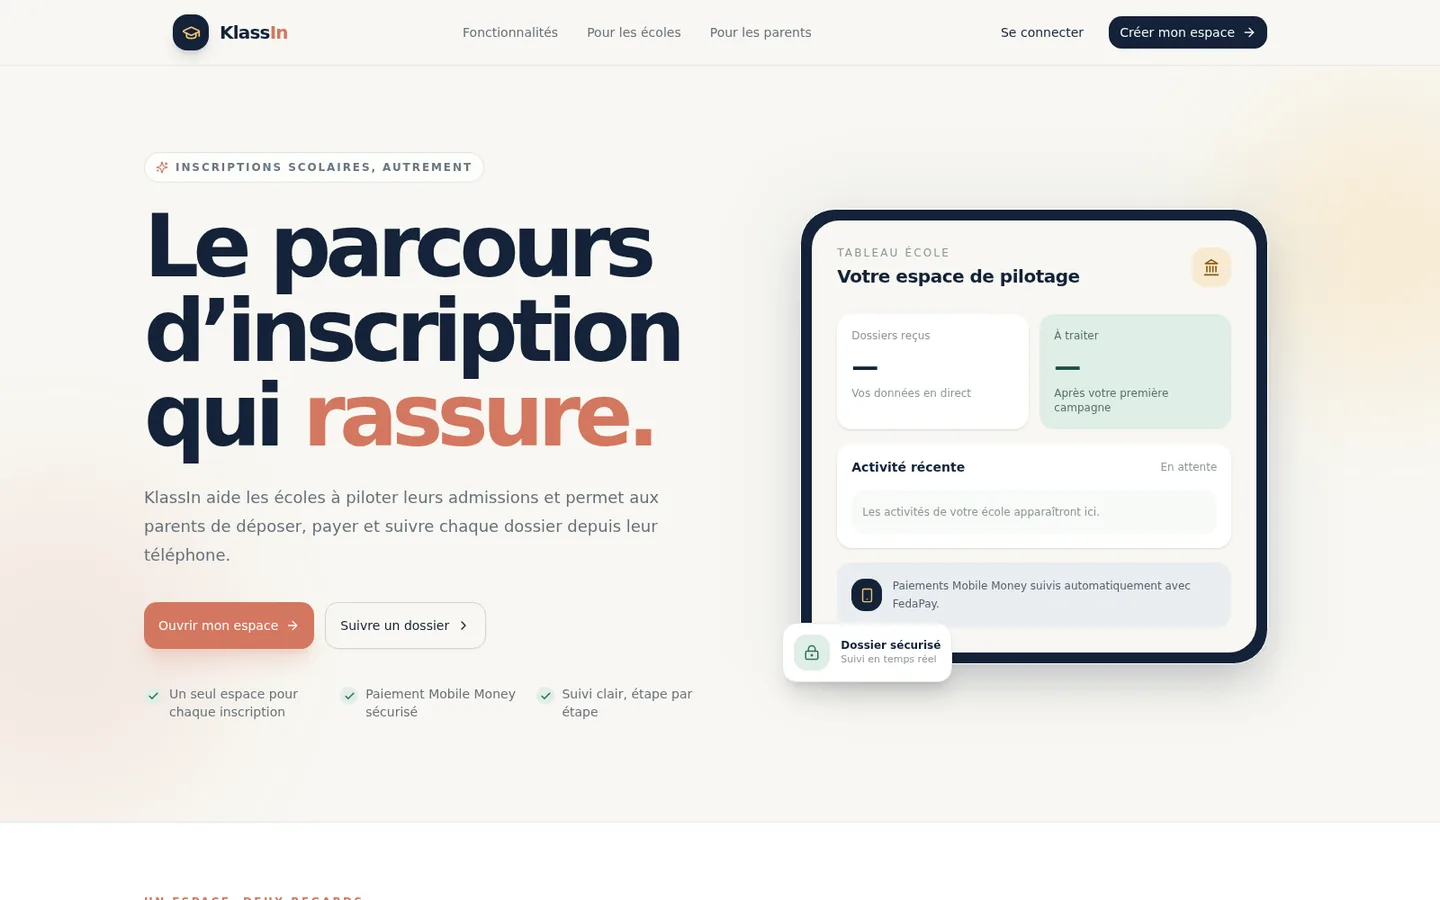 KlassIn
Fonctionnalités
Pour les écoles
Pour les parents
Se connecter
Créer mon espace
INSCRIPTIONS SCOLAIRES, AUTREMENT
Le parcours
d’inscription
qui rassure.
KlassIn aide les écoles à piloter leurs admissions et permet aux
parents de déposer, payer et suivre chaque dossier depuis leur
téléphone.
Ouvrir mon espace
Suivre un dossier
Un seul espace pour
chaque inscription
Paiement Mobile Money
sécurisé
Suivi clair, étape par
étape
TABLEAU ÉCOLE
Votre espace de pilotage
Dossiers reçus
—
Vos données en direct
À traiter
—
Après votre première
campagne
Activité récente
En attente
Les activités de votre école apparaîtront ici.
Paiements Mobile Money suivis automatiquement avec
FedaPay.
Dossier sécurisé
Suivi en temps réel
UN ESPACE, DEUX REGARDS